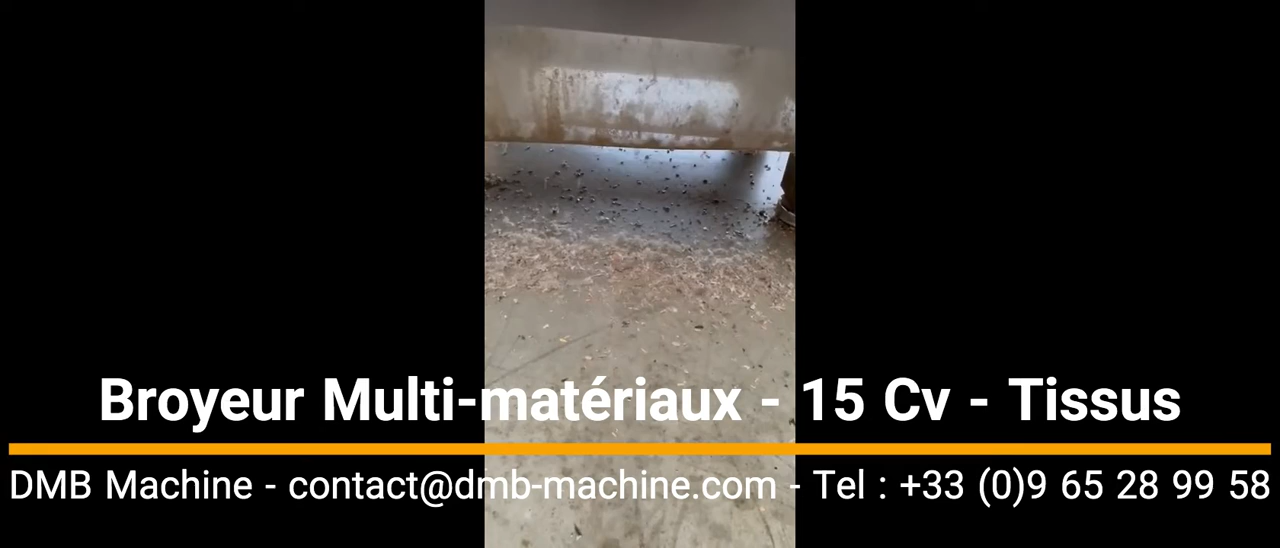 Broyeur Multi-matériaux - 15 Cv - Tissus
DMB Machine - contact@dmb-machine.com - Tel : +33 (0)9 65 28 99 58